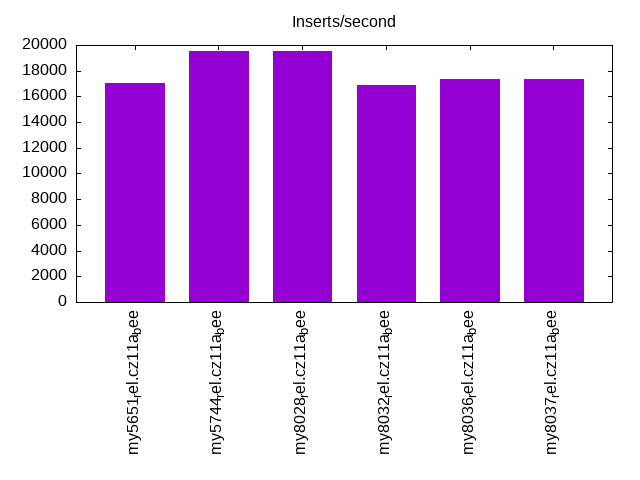 Inserts/second
20000
18000
16000
14000
12000
10000
8000
6000
4000
2000
0
my5651rel.cz11abee
my5744rel.cz11abee
my8028rel.cz11abee
my8032rel.cz11abee
my8036rel.cz11abee
my8037rel.cz11abee